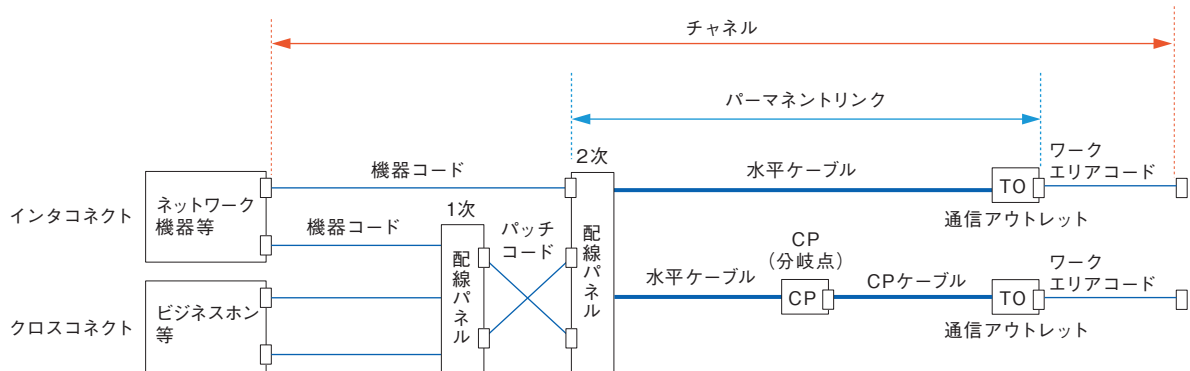 チャネル
パーマネントリンク
2次
機器コード
水平ケーブル
ワーク
エリアコード
TO
通信アウトレット
インタコネクト
ネットワーク
機器等
機器コード
1次
パッチ
コード
配線パネル
配線パネル
CP
(分岐点)
水平ケーブル
CP
CPケーブル
TO
ワーク
エリアコード
通信アウトレット
クロスコネクト
ビジネスホン
等